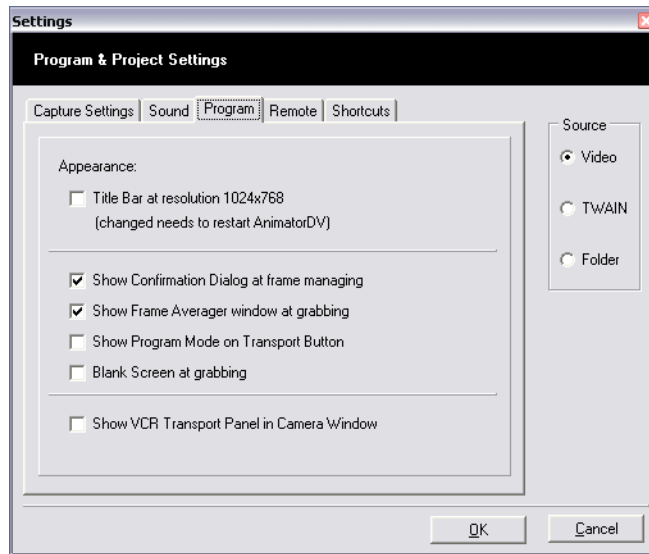 Settings
Program & Project Settings
Capture Settings
Sound
Program
Remote
Shortcuts
Appearance:
Title Bar at resolution 1024x768
(changed needs to restart AnimatorDV)
Show Confirmation Dialog at frame managing
Show Frame Averager window at grabbing
Show Program Mode on Transport Button
Blank Screen at grabbing
Show VCR Transport Panel in Camera Window
Source
Video
TWAIN
Folder
OK
Cancel